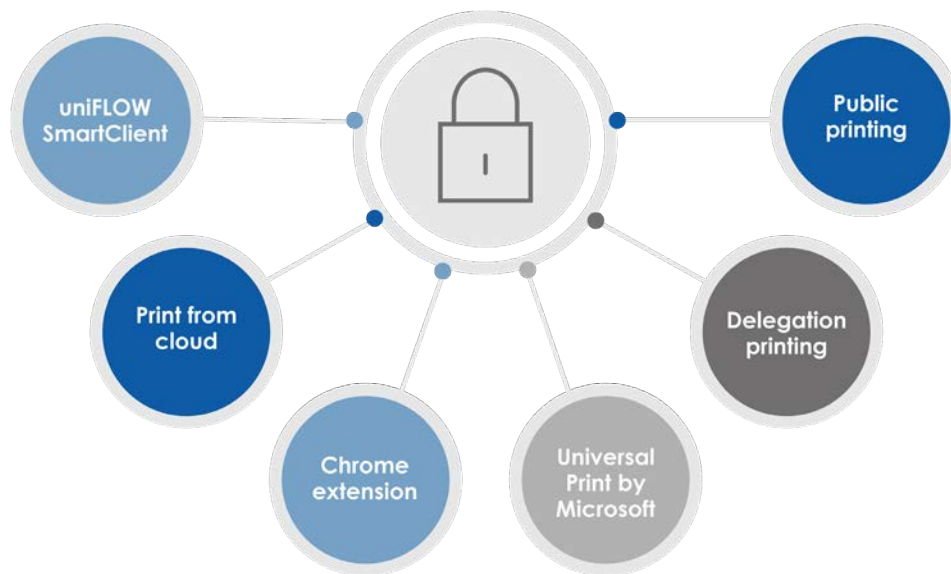 uniFLOW
SmartClient
Public
printing
Print from
cloud
Delegation
printing
Chrome
extension
Universal
Print by
Microsoft